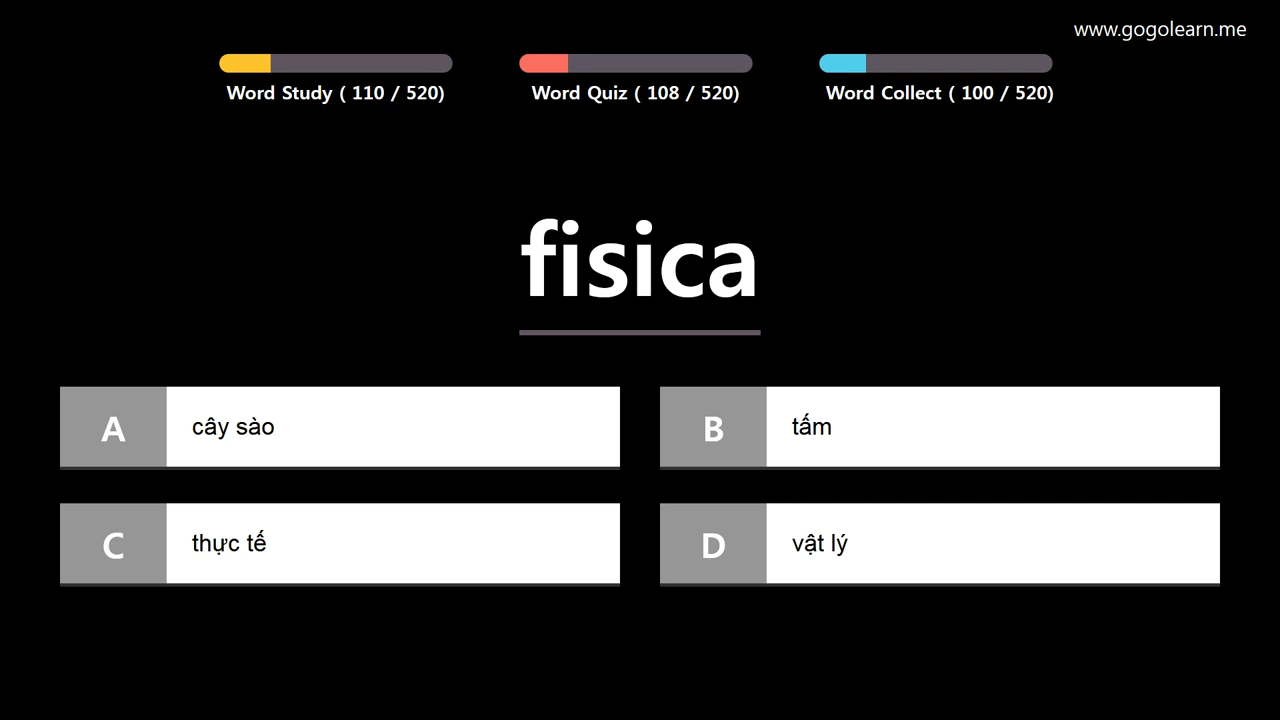 www.gogolearn.me
Word Study ( 110 / 520)
Word Quiz ( 108 / 520)
Word Collect ( 100 / 520)
fisica
A cây sào
B tấm
C thực tế
D vật lý